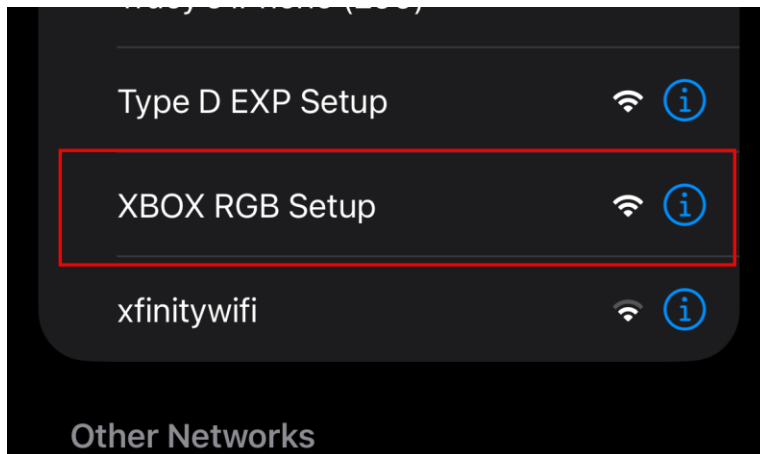 Type D EXP Setup
XBOX RGB Setup
xfinitywifi
Other Networks